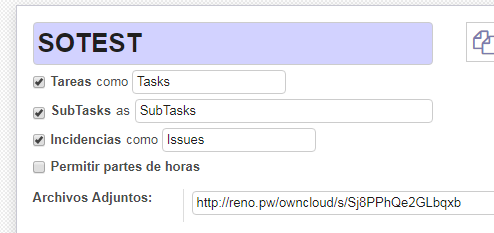 SOTEST
Tareas como Tasks
SubTasks as SubTasks
Incidencias como Issues
Permitir partes de horas
Archivos Adjuntos: http://reno.pw/owncloud/s/Sj8PPhQe2GLbqxb